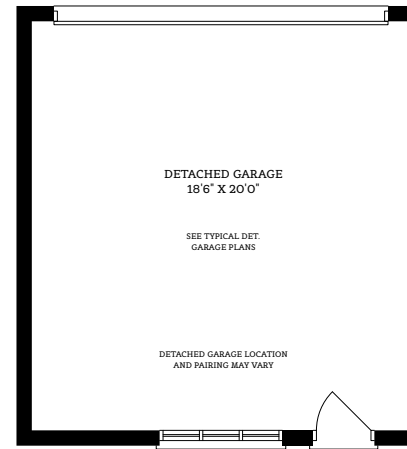 DETACHED GARAGE
18'6" X 20'0"
SEE TYPICAL DET.
GARAGE PLANS
DETACHED GARAGE LOCATION
AND PAIRING MAY VARY